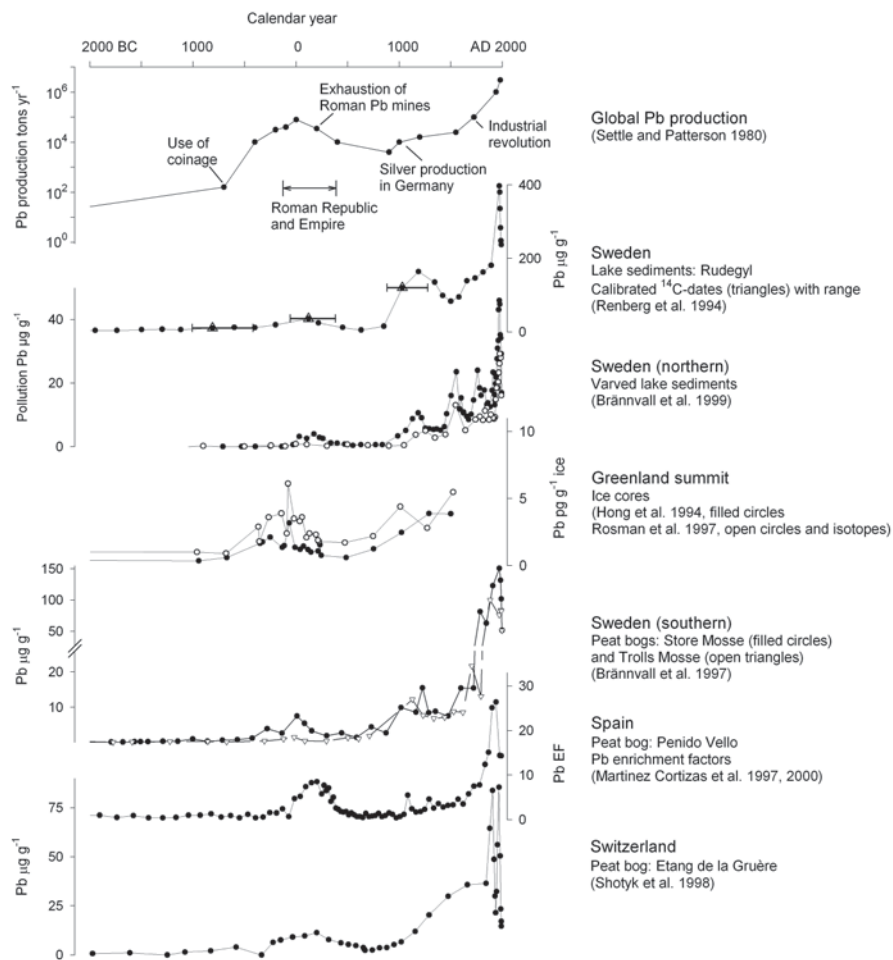 Calendar year
2000 BC 1000 0 1000 AD 2000
Pb production tons yr⁻¹
10⁶
10⁴
10²
10⁰
Use of
coinage
Exhaustion of
Roman Pb mines
Industrial
revolution
Silver production
in Germany
Roman Republic
and Empire
Global Pb production
(Settle and Patterson 1980)
Pb µg g⁻¹
400
200
0
Sweden
Lake sediments: Rudegyl
Calibrated ¹⁴C-dates (triangles) with range
(Renberg et al. 1994)
Pollution Pb µg g⁻¹
40
20
0
Sweden (northern)
Varved lake sediments
(Brännvall et al. 1999)
Pb pg g⁻¹ ice
10
5
0
Greenland summit
Ice cores
(Hong et al. 1994, filled circles
Rosman et al. 1997, open circles and isotopes)
Pb µg g⁻¹
150
100
50
20
10
Sweden (southern)
Peat bogs: Store Mosse (filled circles)
and Trolls Mosse (open triangles)
(Brännvall et al. 1997)
Pb EF
30
20
10
0
Spain
Peat bog: Penido Vello
Pb enrichment factors
(Martinez Cortizas et al. 1997, 2000)
Pb µg g⁻¹
75
50
25
0
Switzerland
Peat bog: Etang de la Gruère
(Shotyk et al. 1998)